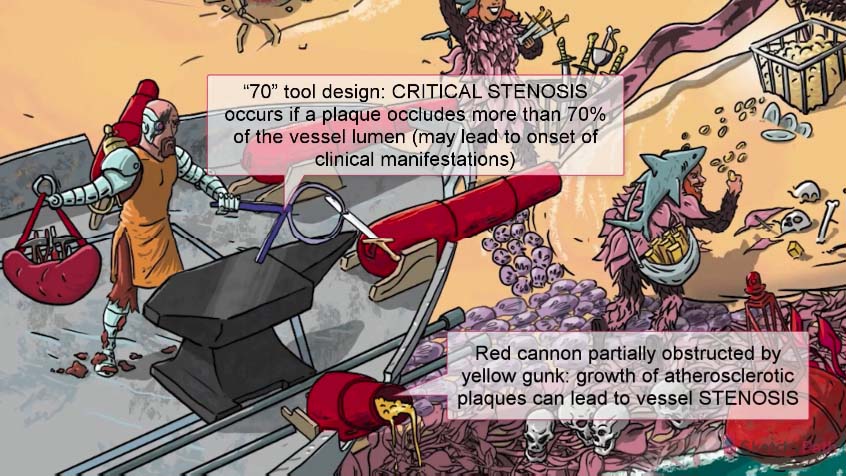 “70” tool design: CRITICAL STENOSIS
occurs if a plaque occludes more than 70%
of the vessel lumen (may lead to onset of
clinical manifestations)
Red cannon partially obstructed by
yellow gunk: growth of atherosclerotic
plaques can lead to vessel STENOSIS